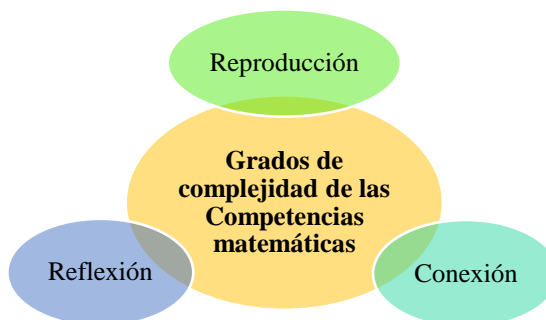 Reproducción
Grados de
complejidad de las
Competencias
matemáticas
Reflexión
Conexión